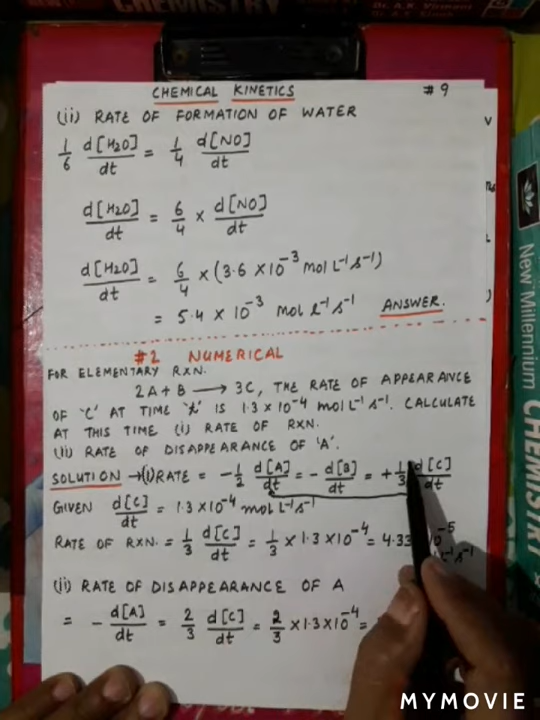 CHEMISTRY
Dr. A.K. Virmani
CHEMICAL KINETICS #9
(ii) RATE OF FORMATION OF WATER
1/6 d[H2O]/dt = 1/4 d[NO]/dt
d[H2O]/dt = 6/4 × d[NO]/dt
d[H2O]/dt = 6/4 × (3.6 × 10⁻³ mol L⁻¹ s⁻¹)
= 5.4 × 10⁻³ mol l⁻¹ s⁻¹ ANSWER.
#2 NUMERICAL
FOR ELEMENTARY RXN.
2A + B ⟶ 3C, THE RATE OF APPEARANCE
OF 'C' AT TIME 't' IS 1.3 × 10⁻⁴ mol L⁻¹ s⁻¹. CALCULATE
AT THIS TIME (i) RATE OF RXN.
(ii) RATE OF DISAPPEARANCE OF 'A'.
SOLUTION → (i) RATE = -1/2 d[A]/dt = - d[B]/dt = + 1/3 d[C]/dt
GIVEN d[C]/dt = 1.3 × 10⁻⁴ mol L⁻¹ s⁻¹
RATE OF RXN. = 1/3 d[C]/dt = 1/3 × 1.3 × 10⁻⁴ = 4.33 10⁻⁵
L⁻¹ s⁻¹
(ii) RATE OF DISAPPEARANCE OF A
= - d[A]/dt = 2/3 d[C]/dt = 2/3 × 1.3 × 10⁻⁴ =
New Millennium
MYMOVIE